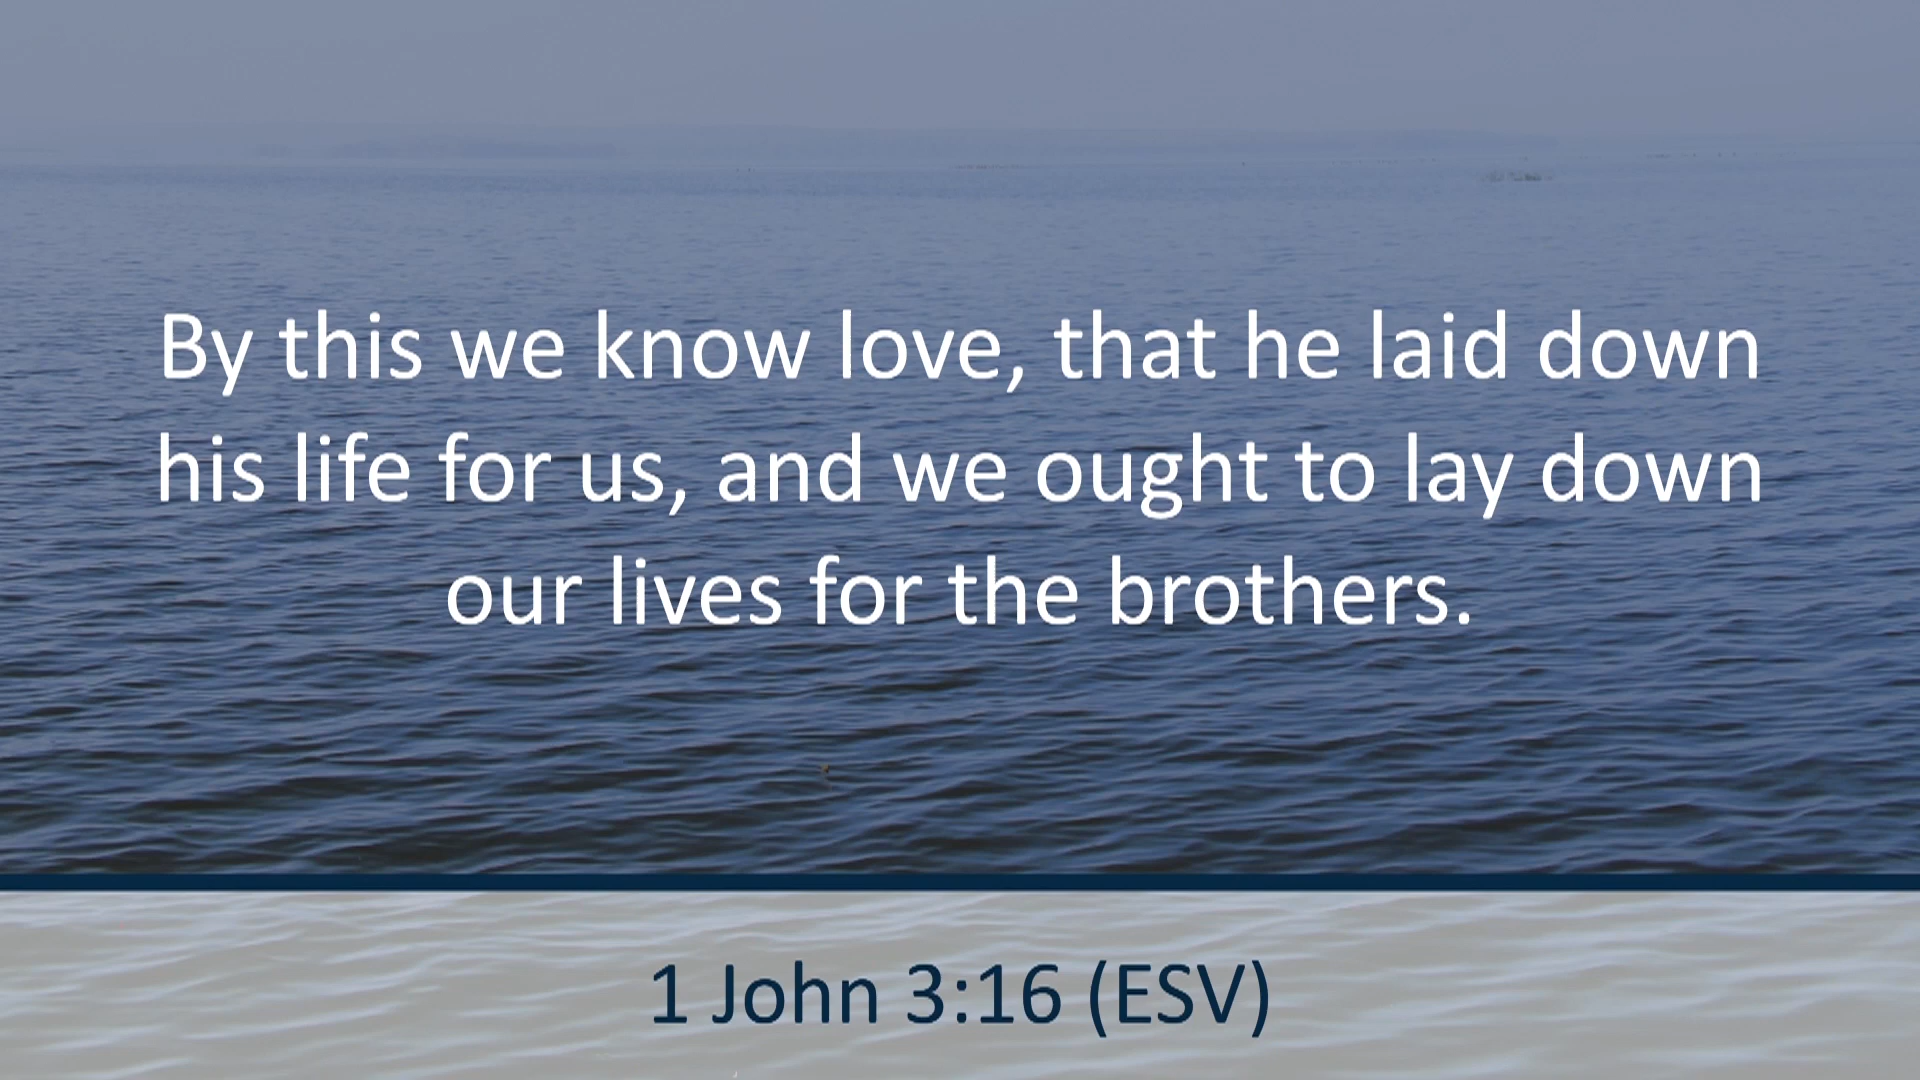 By this we know love, that he laid down
his life for us, and we ought to lay down
our lives for the brothers.
1 John 3:16 (ESV)